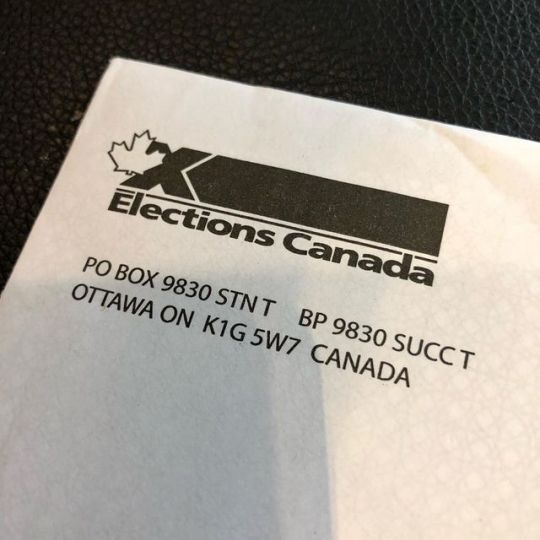 Elections Canada
PO BOX 9830 STN T BP 9830 SUCC T
OTTAWA ON K1G 5W7 CANADA